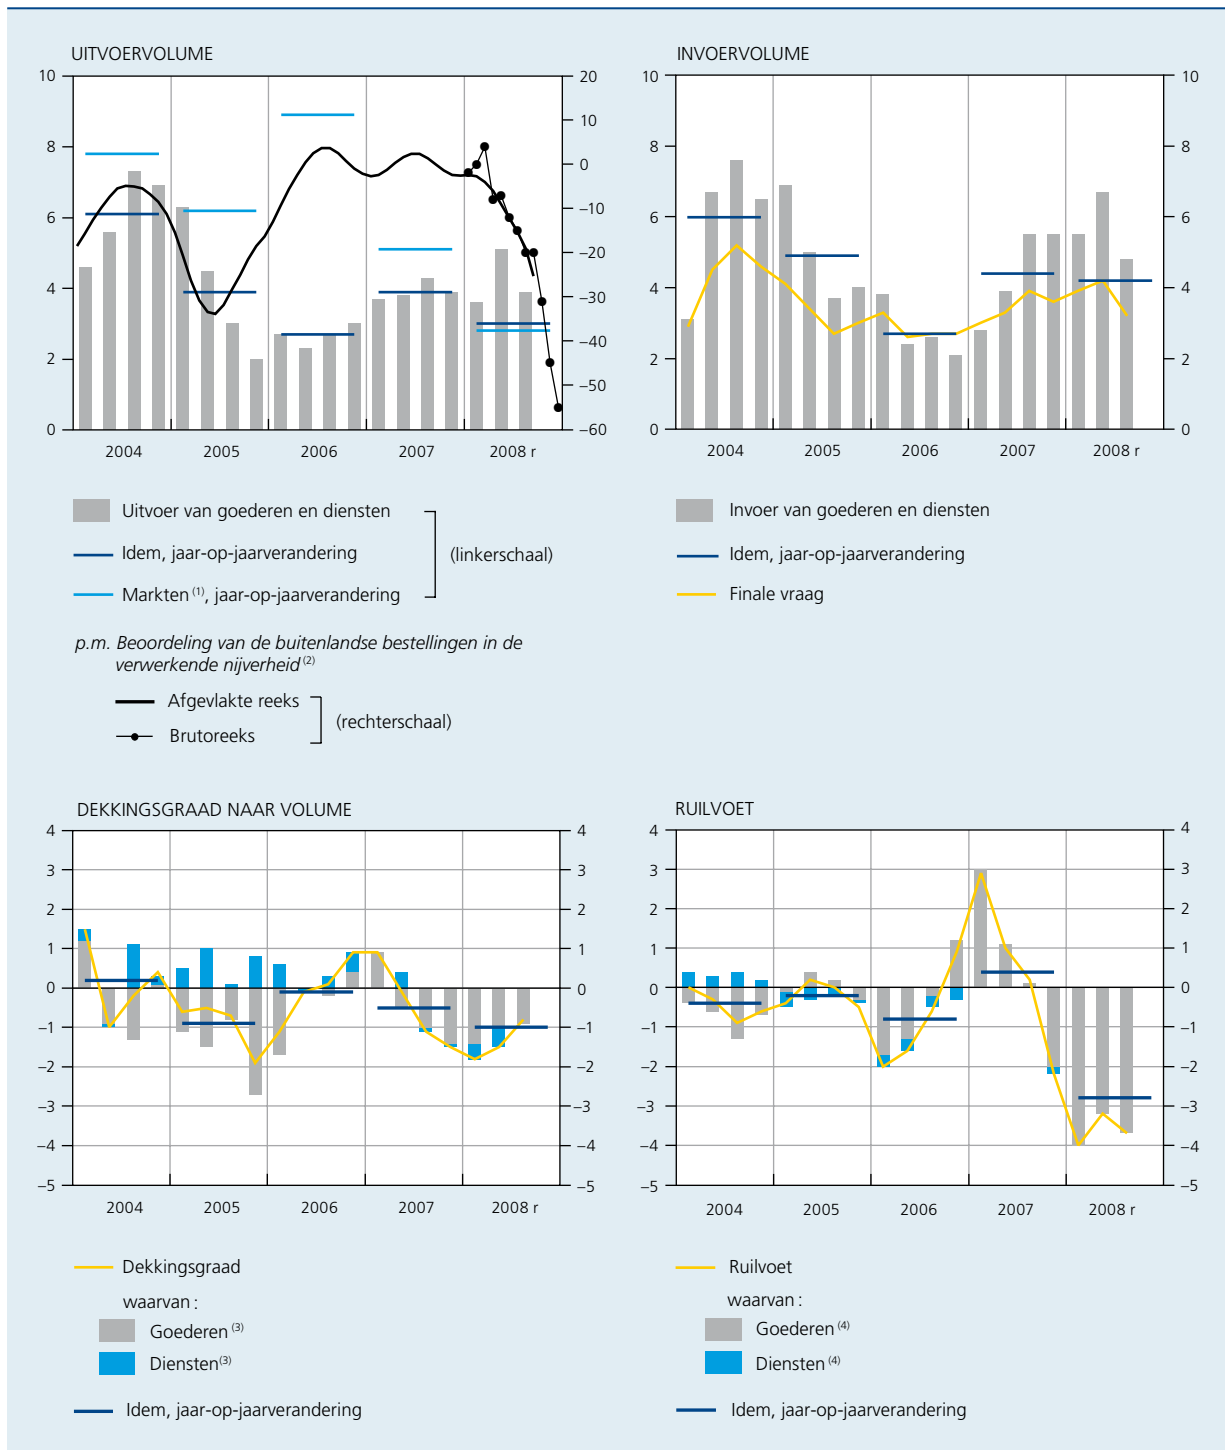 UITVOERVOLUME
10
8
6
4
2
0
20
10
0
–10
–20
–30
–40
–50
–60
2004
2005
2006
2007
2008 r
Uitvoer van goederen en diensten
Idem, jaar-op-jaarverandering
Markten (1), jaar-op-jaarverandering
(linkerschaal)
p.m. Beoordeling van de buitenlandse bestellingen in de
verwerkende nijverheid (2)
Afgevlakte reeks
Brutoreeks
(rechterschaal)
INVOERVOLUME
10
8
6
4
2
0
10
8
6
4
2
0
2004
2005
2006
2007
2008 r
Invoer van goederen en diensten
Idem, jaar-op-jaarverandering
Finale vraag
DEKKINGSGRAAD NAAR VOLUME
4
3
2
1
0
–1
–2
–3
–4
–5
4
3
2
1
0
–1
–2
–3
–4
–5
2004
2005
2006
2007
2008 r
Dekkingsgraad
waarvan :
Goederen (3)
Diensten (3)
Idem, jaar-op-jaarverandering
RUILVOET
4
3
2
1
0
–1
–2
–3
–4
–5
4
3
2
1
0
–1
–2
–3
–4
–5
2004
2005
2006
2007
2008 r
Ruilvoet
waarvan :
Goederen (4)
Diensten (4)
Idem, jaar-op-jaarverandering